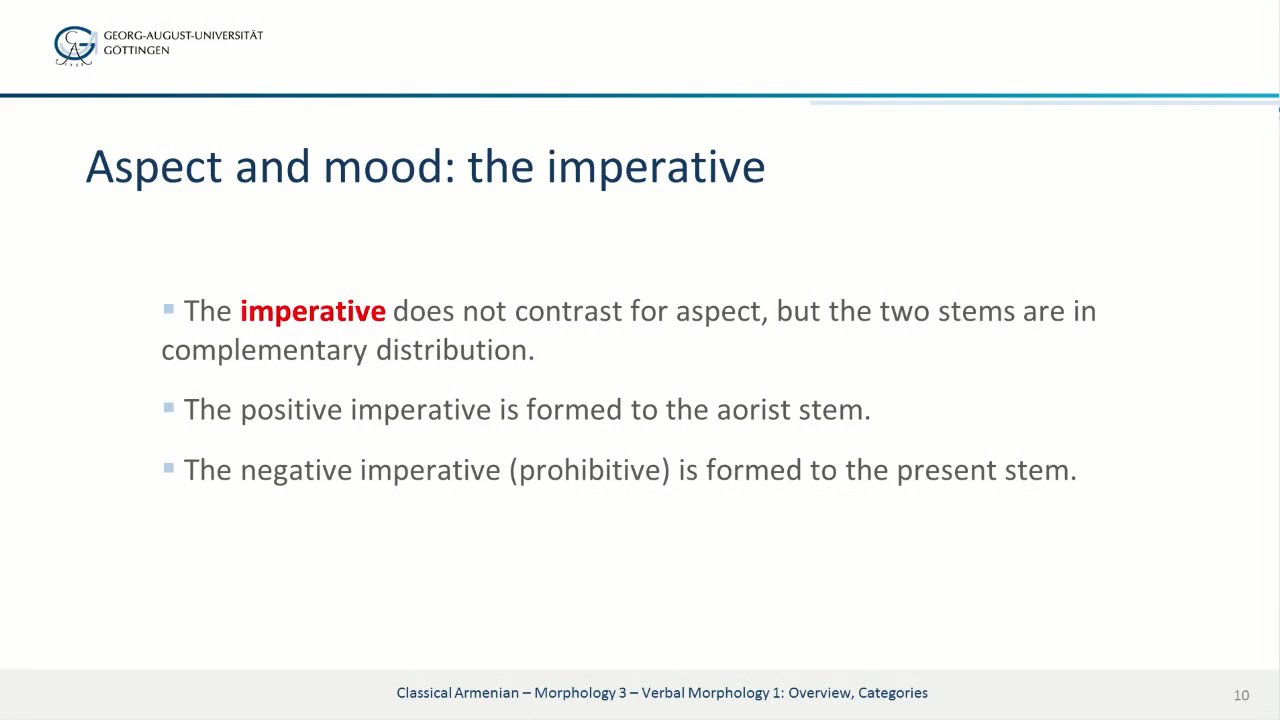 GEORG-AUGUST-UNIVERSITÄT
GÖTTINGEN
Aspect and mood: the imperative
▪ The imperative does not contrast for aspect, but the two stems are in
complementary distribution.
▪ The positive imperative is formed to the aorist stem.
▪ The negative imperative (prohibitive) is formed to the present stem.
Classical Armenian – Morphology 3 – Verbal Morphology 1: Overview, Categories
10